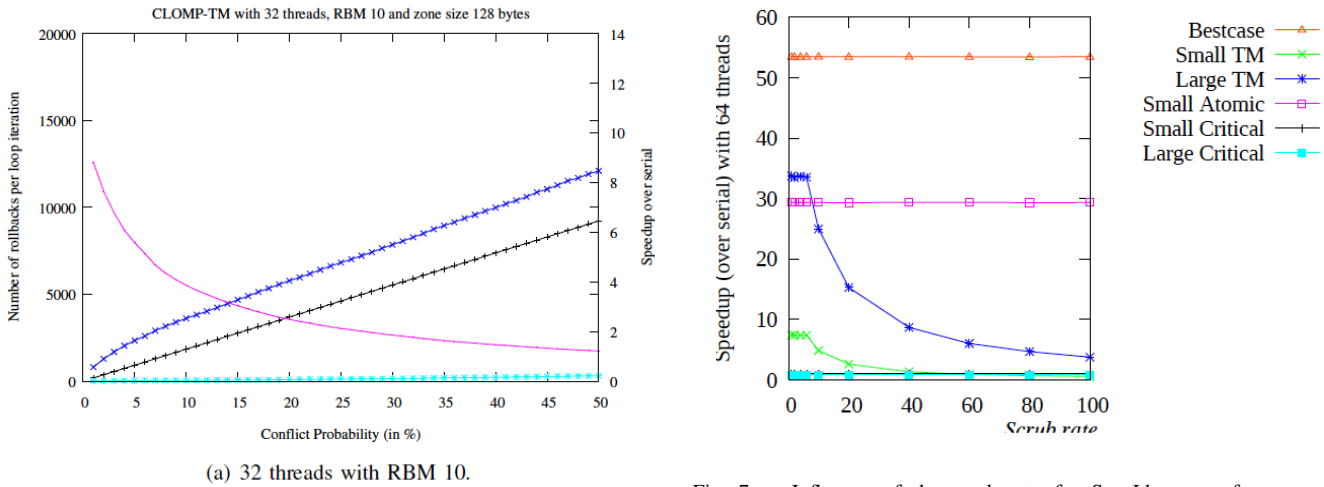 CLOMP-TM with 32 threads, RBM 10 and zone size 128 bytes
Number of rollbacks per loop iteration
20000
15000
10000
5000
0
14
12
10
8
6
4
2
0
Speedup over serial
0 5 10 15 20 25 30 35 40 45 50
Conflict Probability (in %)
(a) 32 threads with RBM 10.
Speedup (over serial) with 64 threads
60
50
40
30
20
10
0
0 20 40 60 80 100
Scrub rate
Bestcase
Small TM
Large TM
Small Atomic
Small Critical
Large Critical